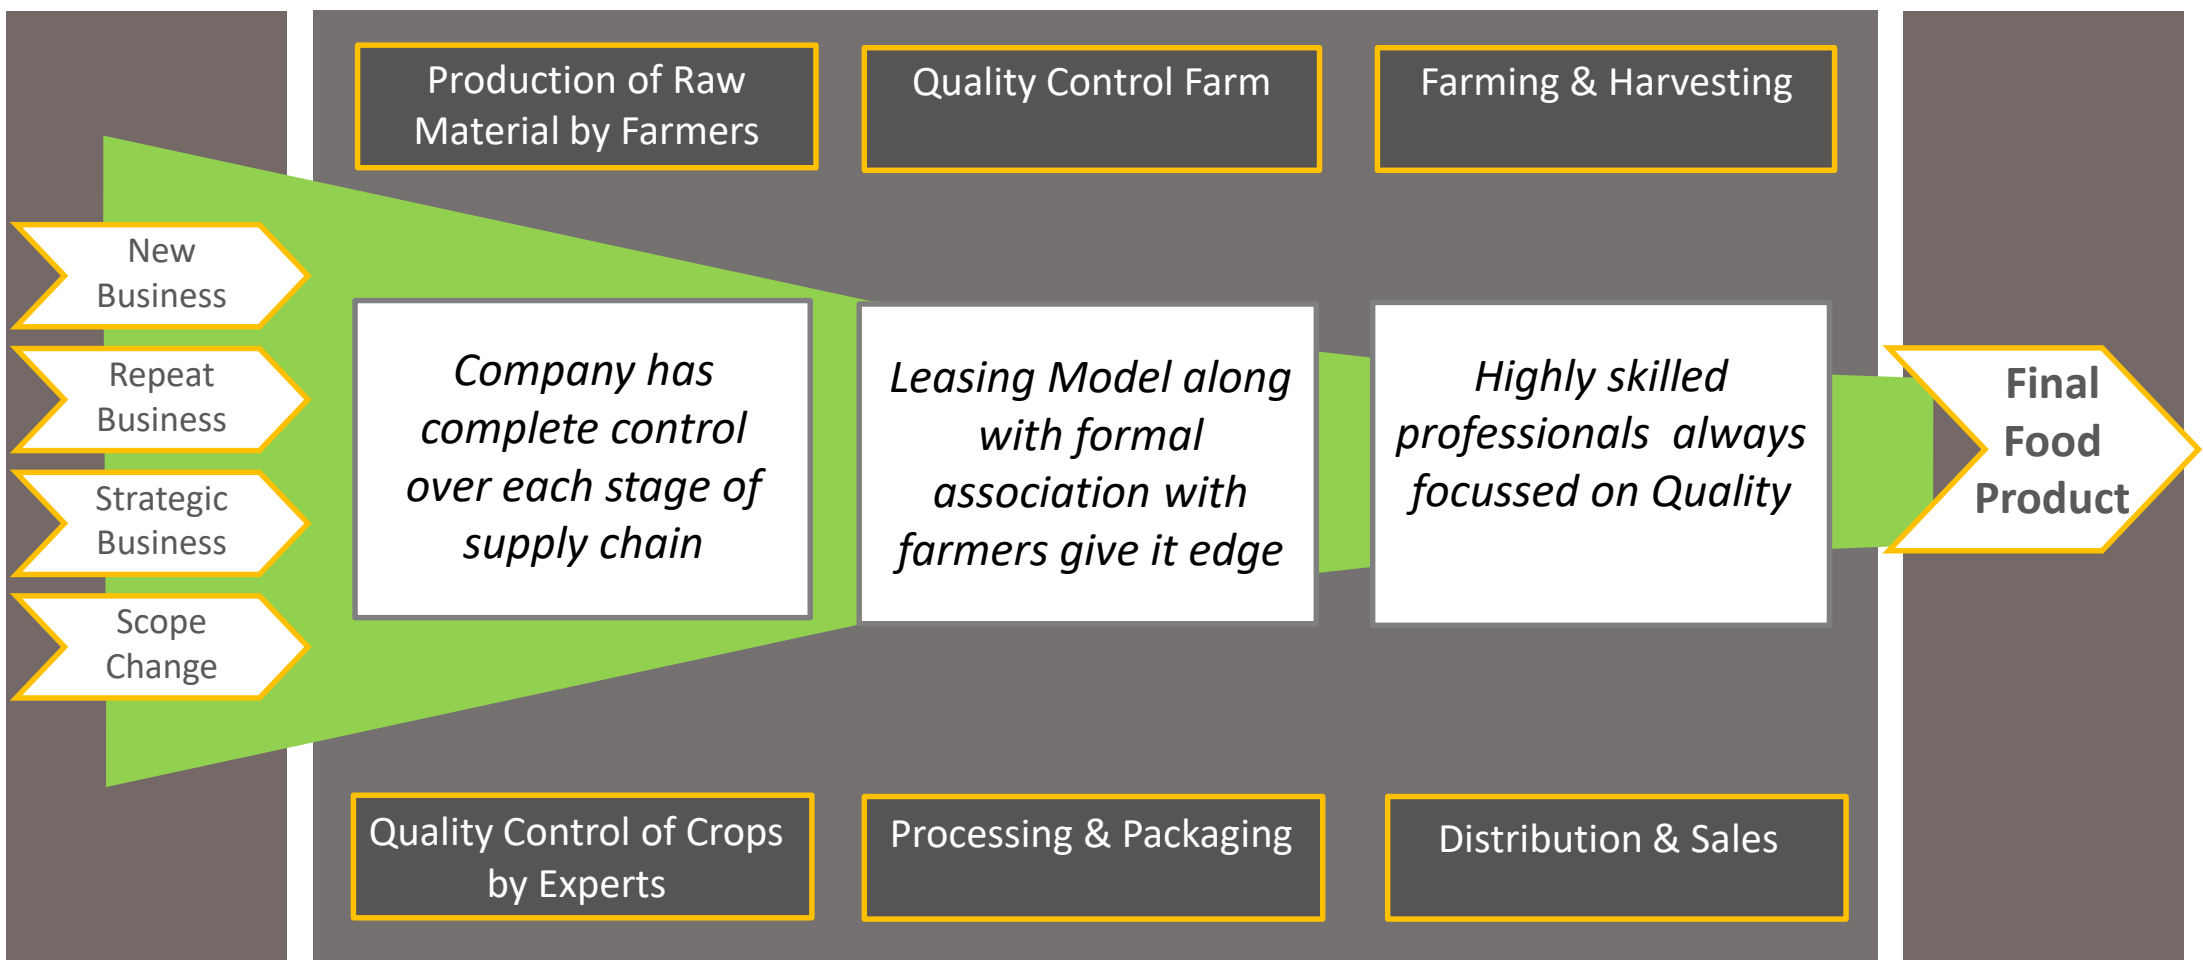 Production of Raw
Material by Farmers
Quality Control Farm
Farming & Harvesting
New
Business
Repeat
Business
Strategic
Business
Scope
Change
Company has
complete control
over each stage of
supply chain
Leasing Model along
with formal
association with
farmers give it edge
Highly skilled
professionals  always
focussed on Quality
Final
Food
Product
Quality Control of Crops
by Experts
Processing & Packaging
Distribution & Sales